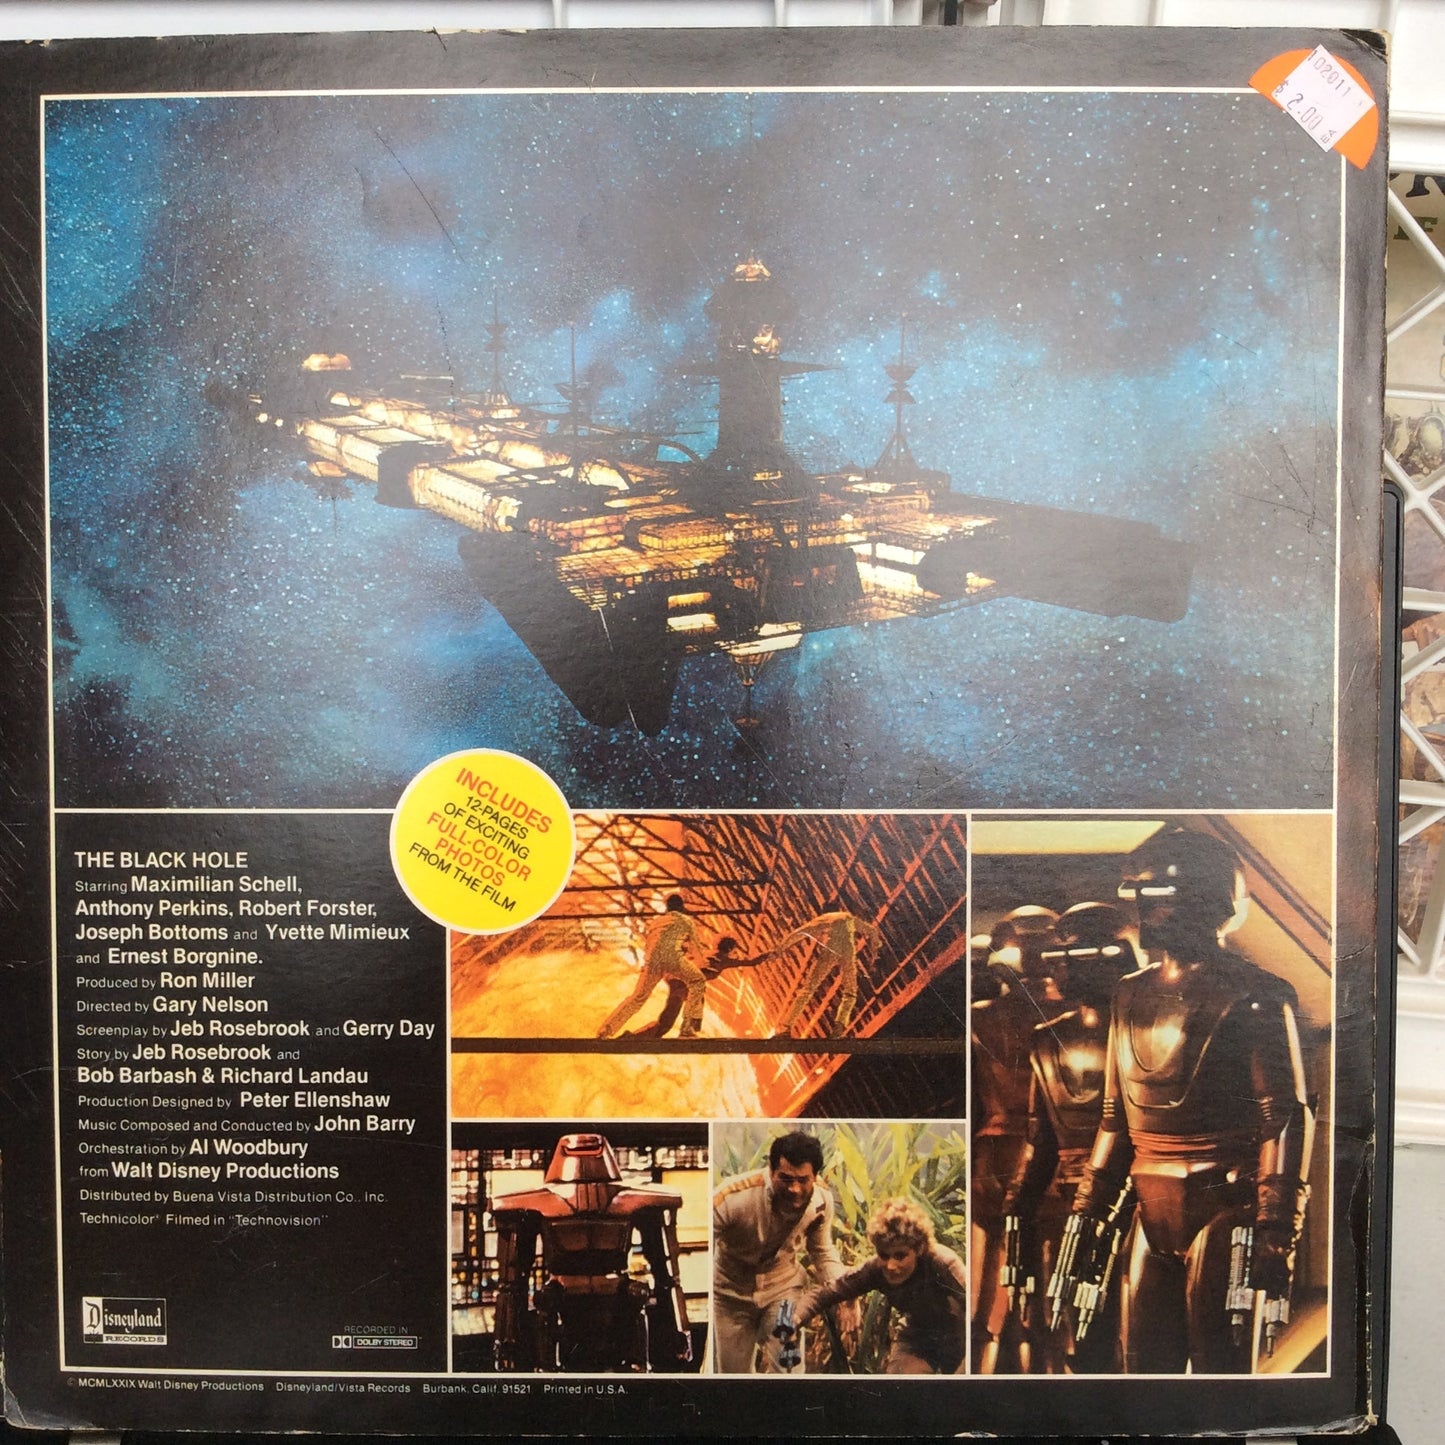 102011
$2.00 EA
INCLUDES
12-PAGES
OF EXCITING
FULL-COLOR
PHOTOS
FROM THE FILM
THE BLACK HOLE
Starring Maximilian Schell,
Anthony Perkins, Robert Forster,
Joseph Bottoms and Yvette Mimieux
and Ernest Borgnine.
Produced by Ron Miller
Directed by Gary Nelson
Screenplay by Jeb Rosebrook and Gerry Day
Story by Jeb Rosebrook and
Bob Barbash & Richard Landau
Production Designed by Peter Ellenshaw
Music Composed and Conducted by John Barry
Orchestration by Al Woodbury
from Walt Disney Productions
Distributed by Buena Vista Distribution Co., Inc.
Technicolor® Filmed in "Technovision"
Disneyland
RECORDS
RECORDED IN
DOLBY STEREO™
© MCMLXXIX Walt Disney Productions Disneyland/Vista Records Burbank, Calif. 91521 Printed in U.S.A.